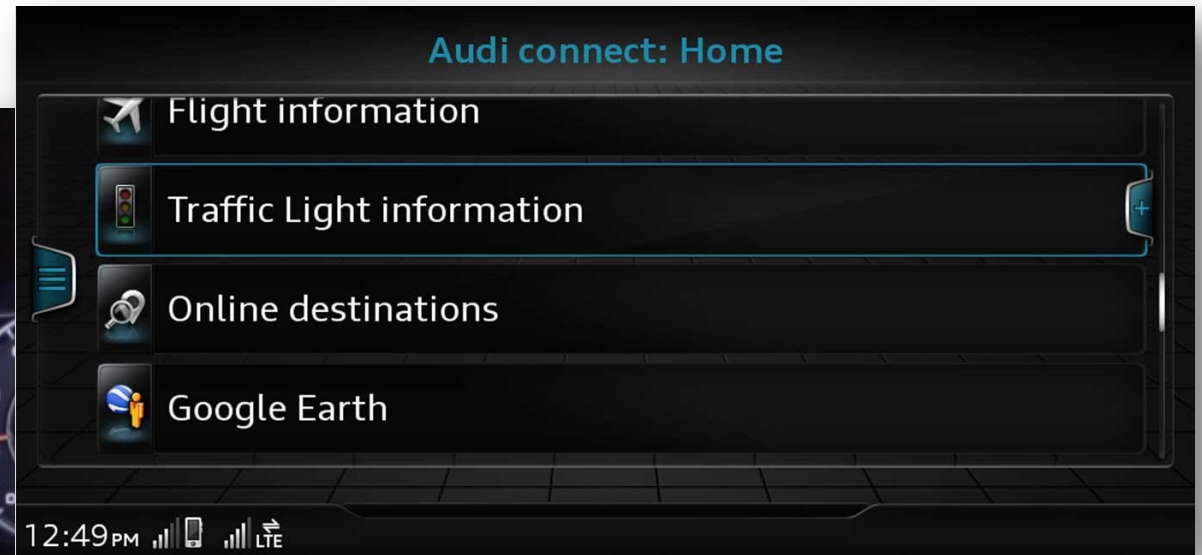 Audi connect: Home
Flight information
Traffic Light information
Online destinations
Google Earth
12:49PM LTE